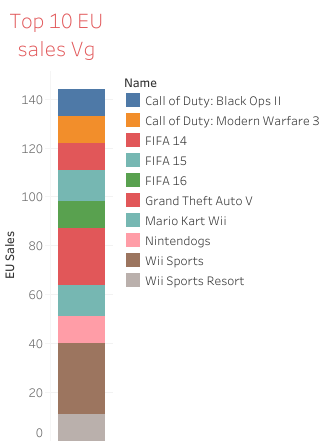 Top 10 EU
sales Vg
Name
Call of Duty: Black Ops II
Call of Duty: Modern Warfare 3
FIFA 14
FIFA 15
FIFA 16
Grand Theft Auto V
Mario Kart Wii
Nintendogs
Wii Sports
Wii Sports Resort
EU Sales
140
120
100
80
60
40
20
0